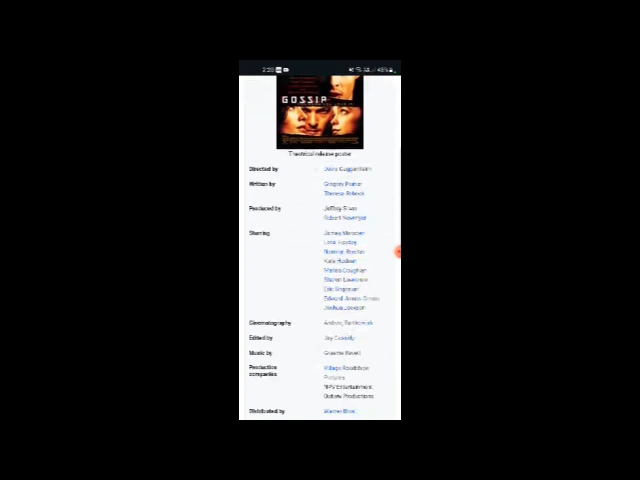 2:20
48%
GOSSIP
Theatrical release poster
Directed by Davis Guggenheim
Written by Gregory Poirier
Theresa Rebeck
Produced by Jeffrey Silver
Robert Newmyer
Starring James Marsden
Lena Headey
Norman Reedus
Kate Hudson
Marisa Coughlan
Sharon Lawrence
Eric Bogosian
Edward James Olmos
Joshua Jackson
Cinematography Andrzej Bartkowiak
Edited by Jay Cassidy
Music by Graeme Revell
Production
companies
Village Roadshow
Pictures
NPV Entertainment
Outlaw Productions
Distributed by Warner Bros.